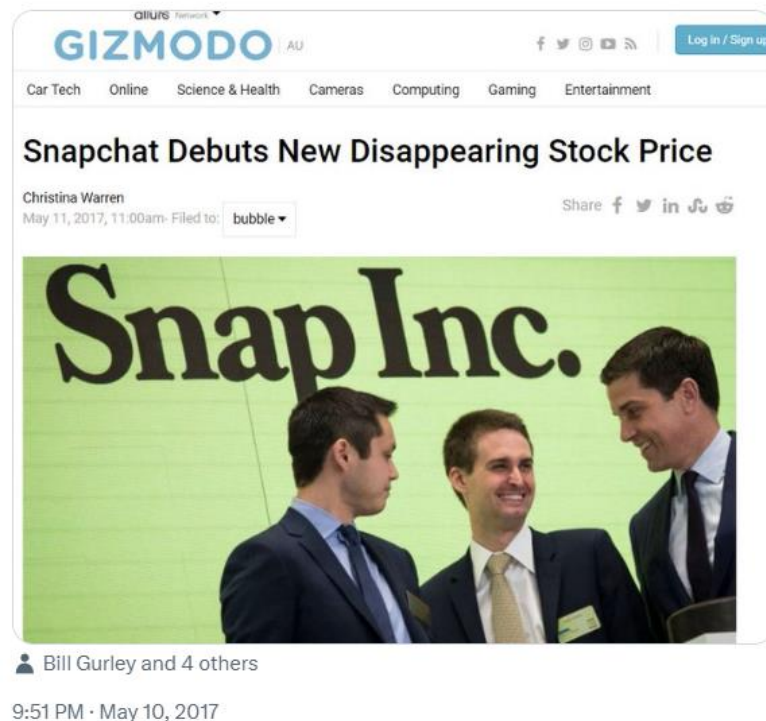 allure Network
GIZMODO AU
Log in / Sign up
Car Tech Online Science & Health Cameras Computing Gaming Entertainment
Snapchat Debuts New Disappearing Stock Price
Christina Warren
May 11, 2017, 11:00am- Filed to: bubble
Share
Snap Inc.
Bill Gurley and 4 others
9:51 PM · May 10, 2017